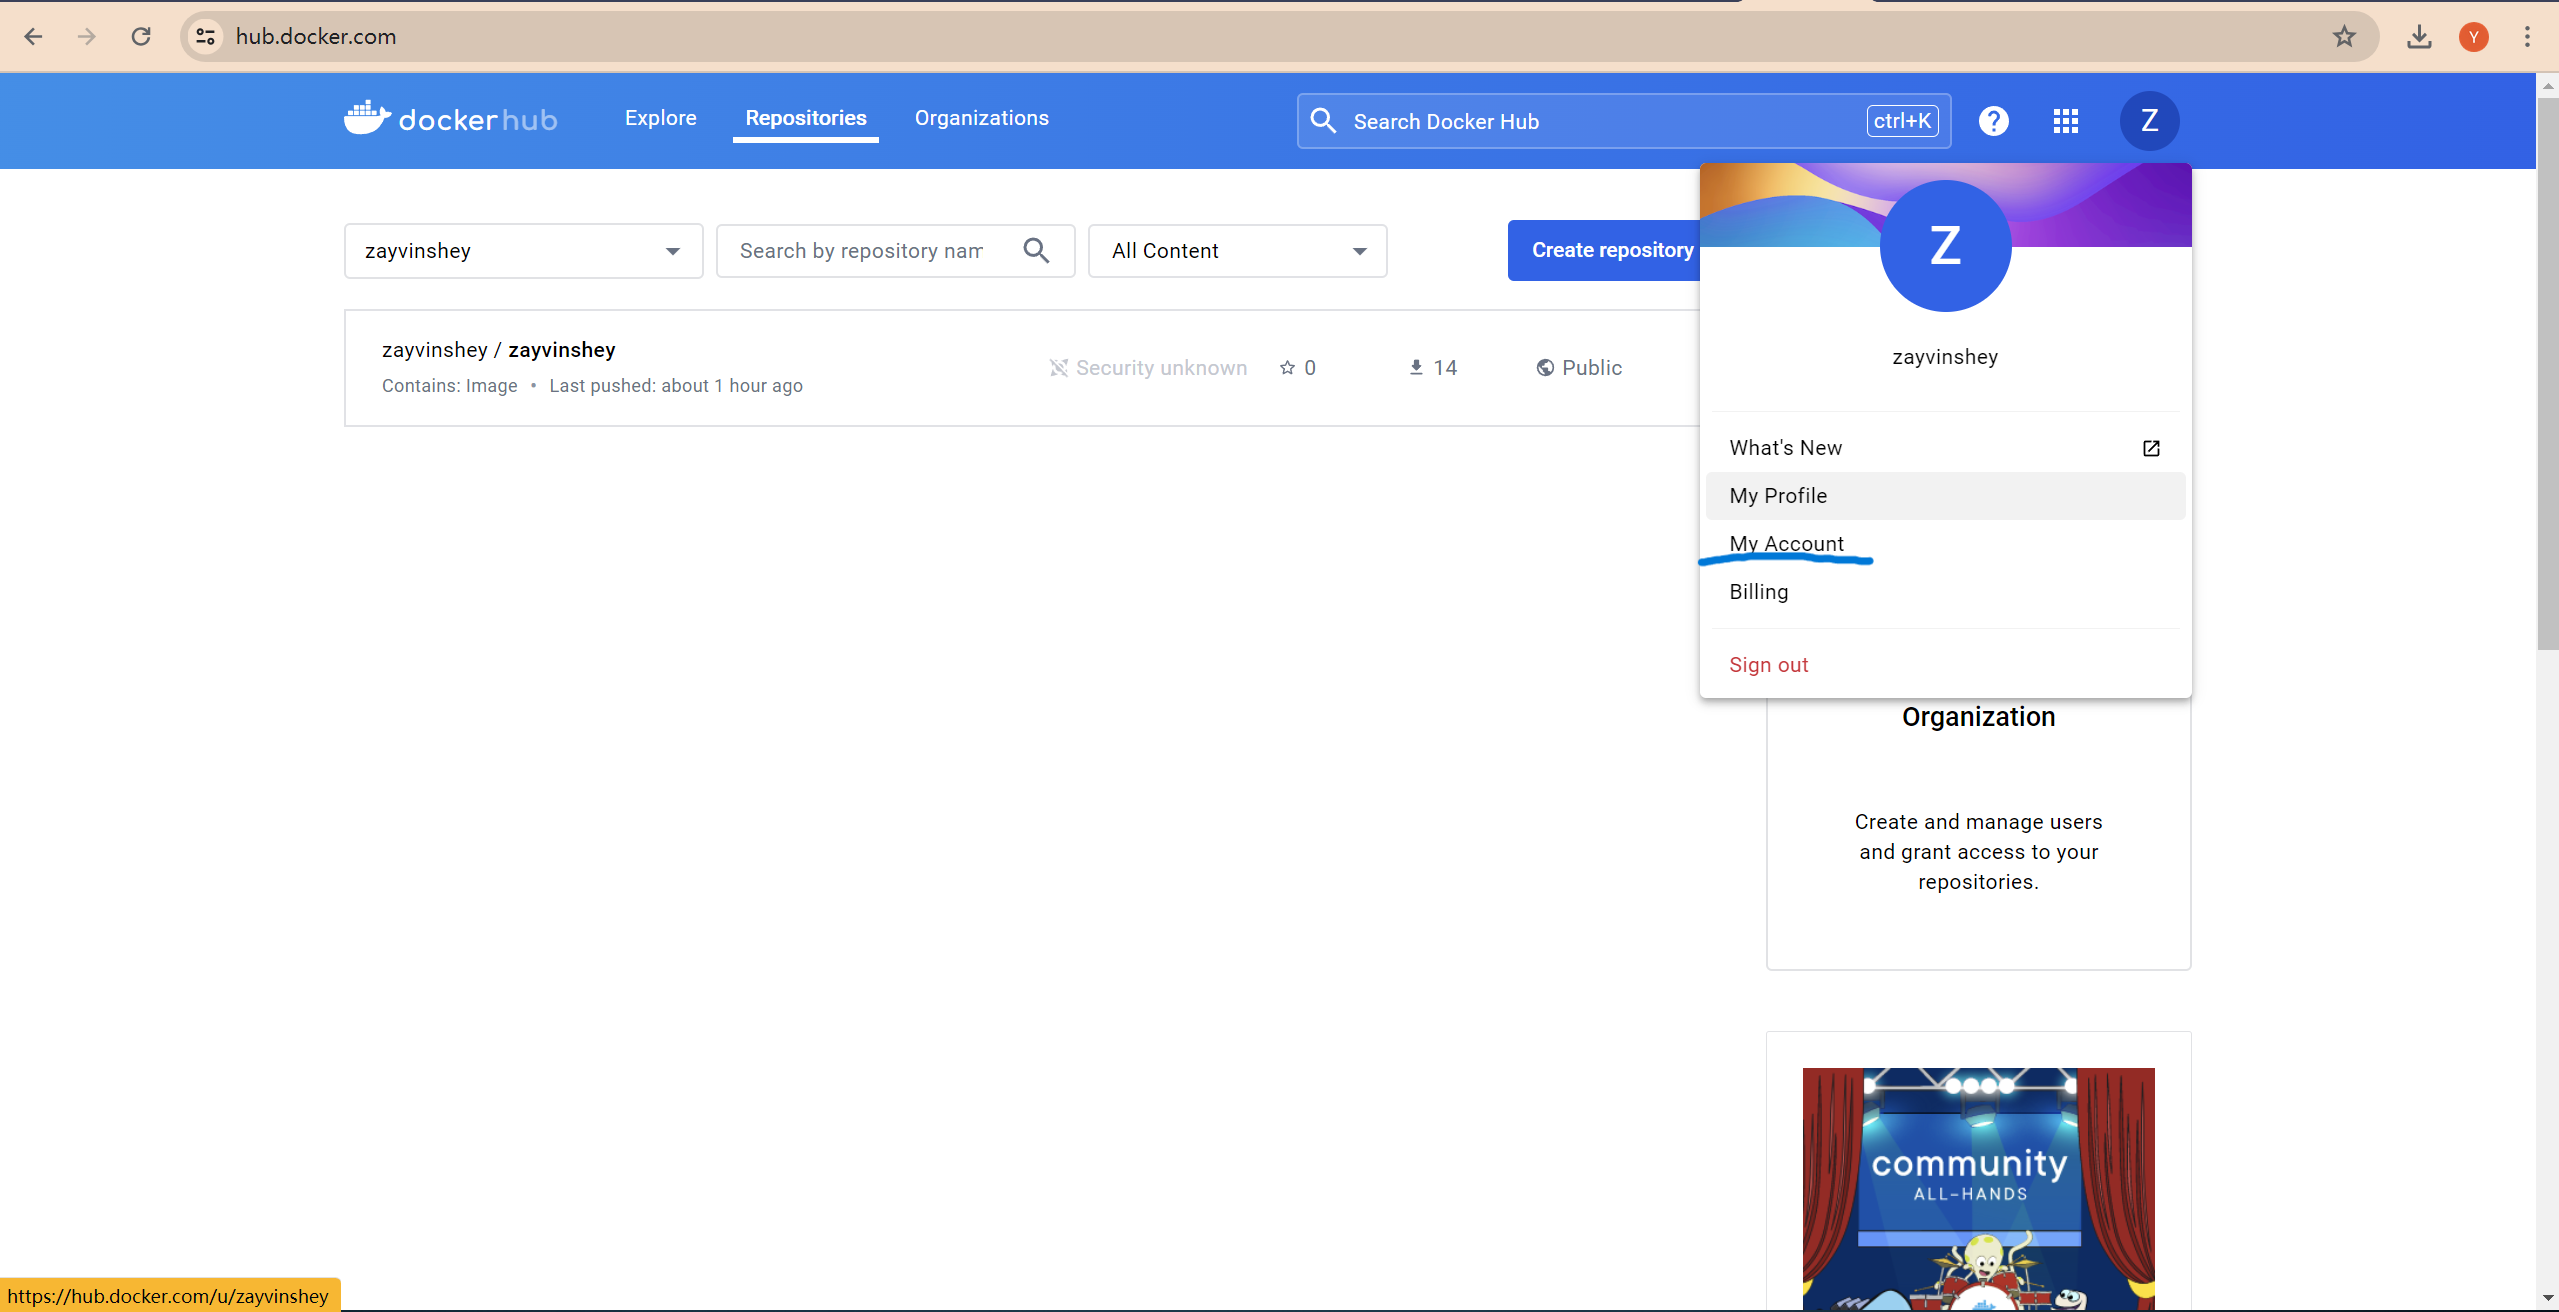 hub.docker.com
Y
dockerhub
Explore
Repositories
Organizations
Search Docker Hub
ctrl+K
?
Z
zayvinshey
Search by repository nam
All Content
Create repository
Z
zayvinshey
zayvinshey / zayvinshey
Contains: Image • Last pushed: about 1 hour ago
Security unknown
0
14
Public
What's New
My Profile
My Account
Billing
Sign out
Organization
Create and manage users
and grant access to your
repositories.
community
ALL-HANDS
https://hub.docker.com/u/zayvinshey